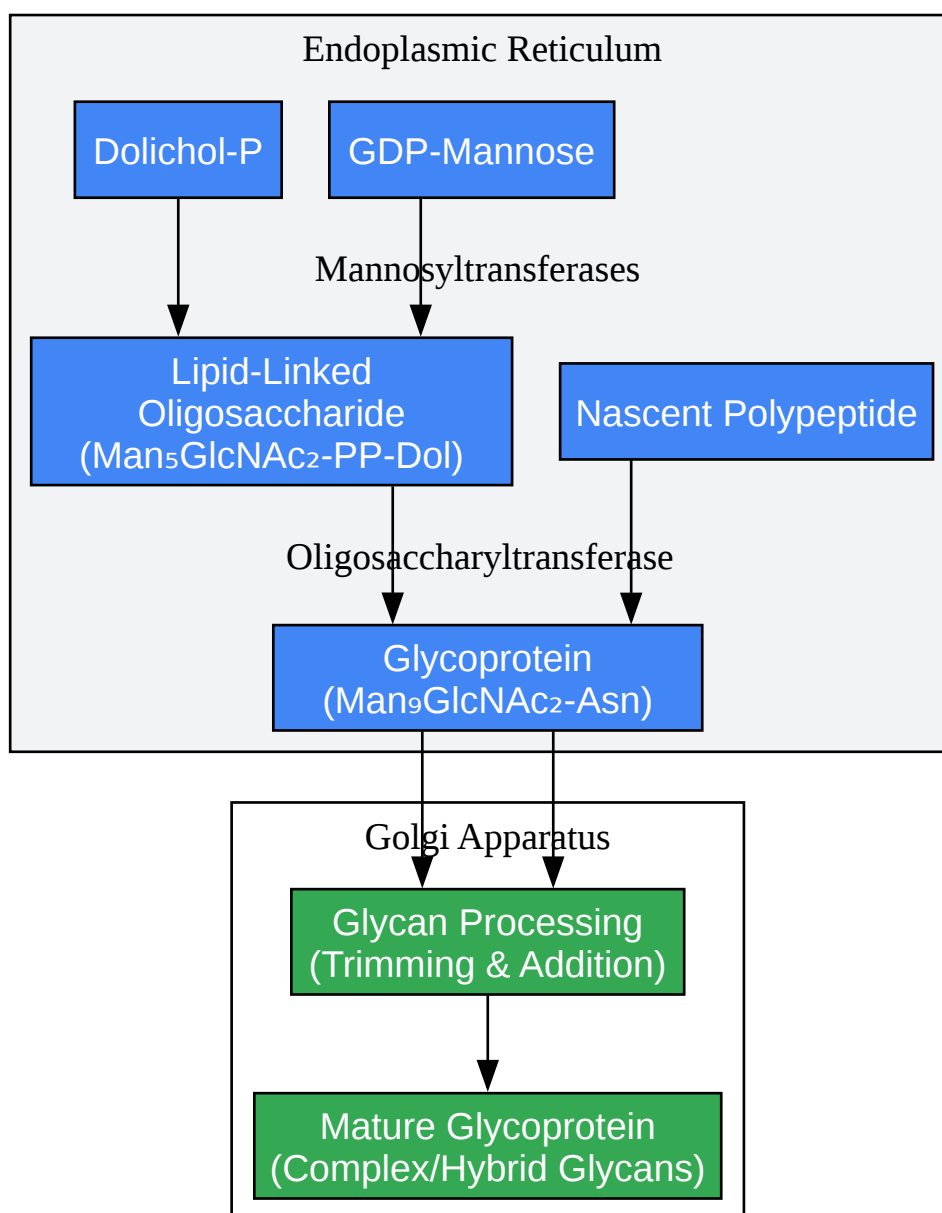 Endoplasmic Reticulum
Dolichol-P
GDP-Mannose
Mannosyltransferases
Lipid-Linked
Oligosaccharide
(Man₅GlcNAc₂-PP-Dol)
Nascent Polypeptide
Oligosaccharyltransferase
Glycoprotein
(Man₉GlcNAc₂-Asn)
Golgi Apparatus
Glycan Processing
(Trimming & Addition)
Mature Glycoprotein
(Complex/Hybrid Glycans)